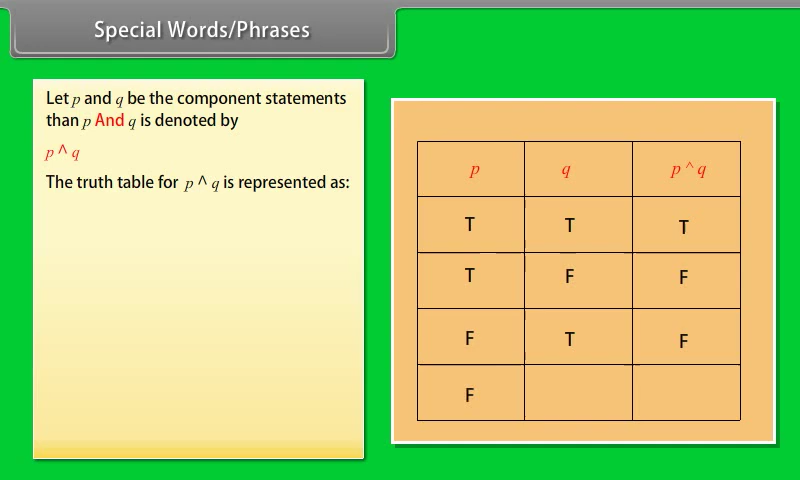 Special Words/Phrases
Let p and q be the component statements
than p And q is denoted by
p ^ q
The truth table for p ^ q is represented as:
p q p ^ q
T T T
T F F
F T F
F